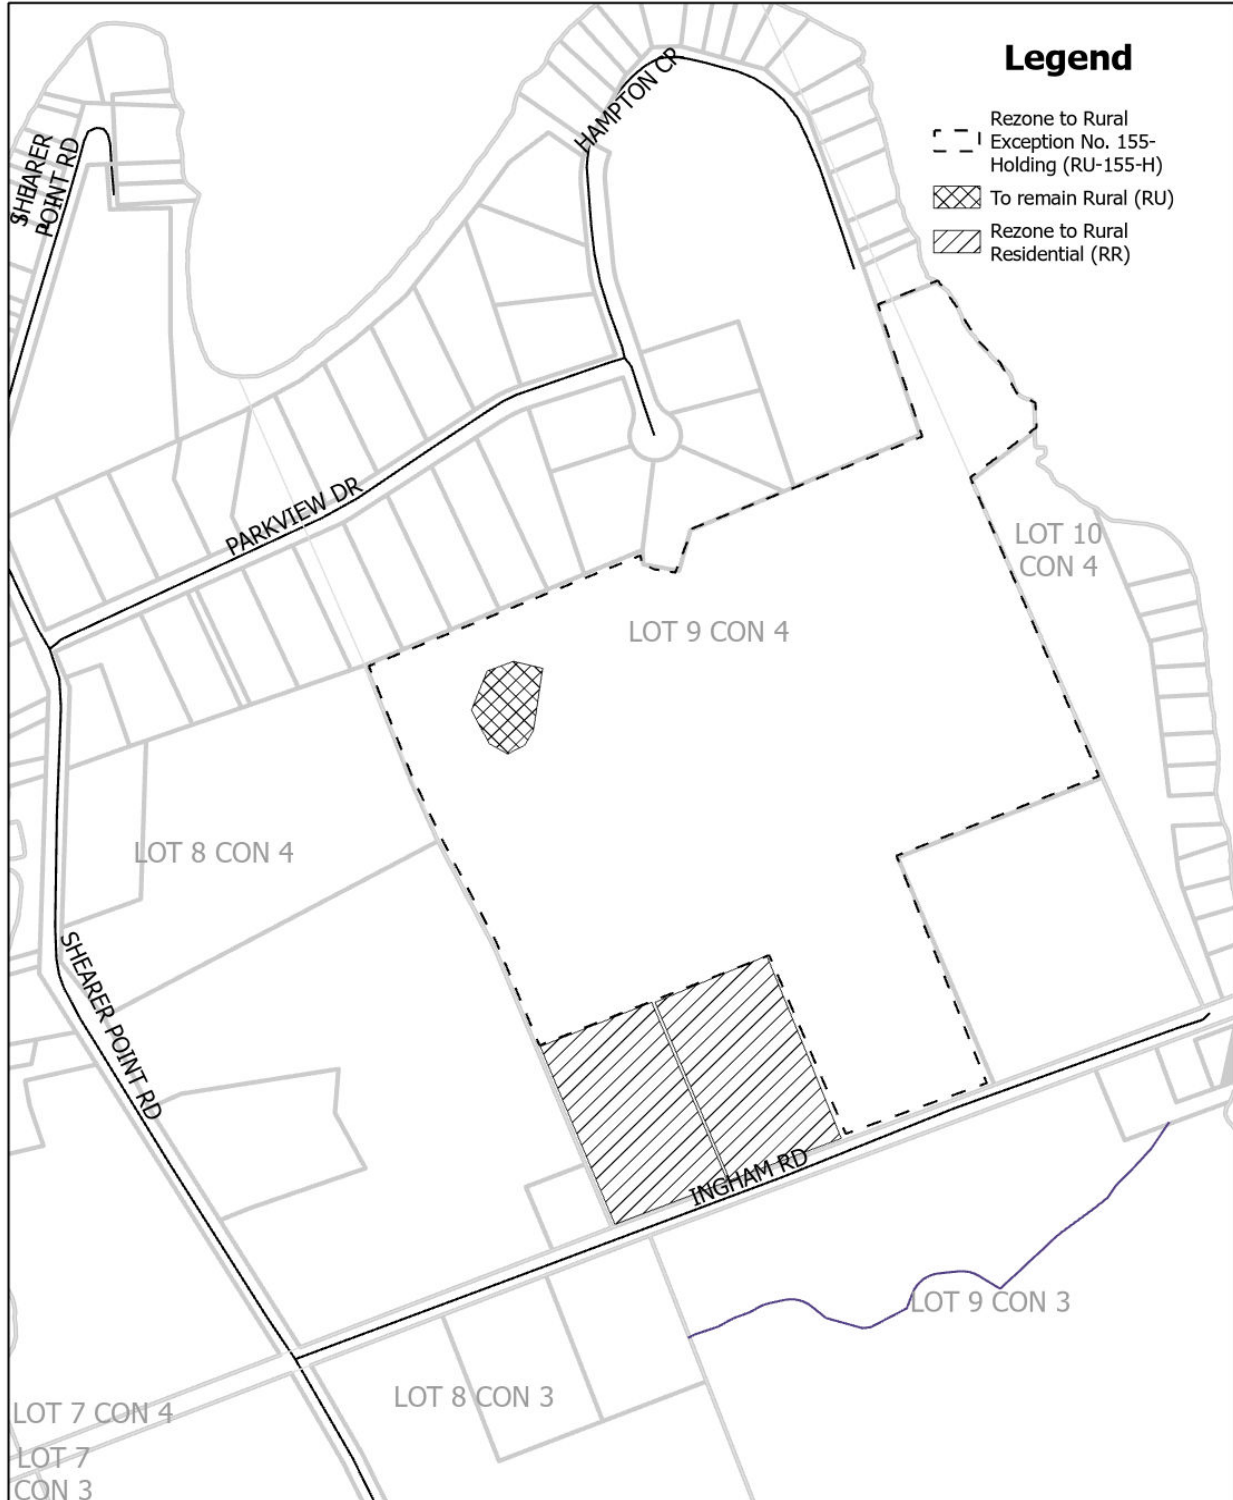 Legend
Rezone to Rural
Exception No. 155-
Holding (RU-155-H)
To remain Rural (RU)
Rezone to Rural
Residential (RR)
HAMPTON CR
SHEARER
POINT RD
PARKVIEW DR
LOT 10
CON 4
LOT 9 CON 4
LOT 8 CON 4
SHEARER POINT RD
INGHAM RD
LOT 9 CON 3
LOT 8 CON 3
LOT 7 CON 4
LOT 7
CON 3